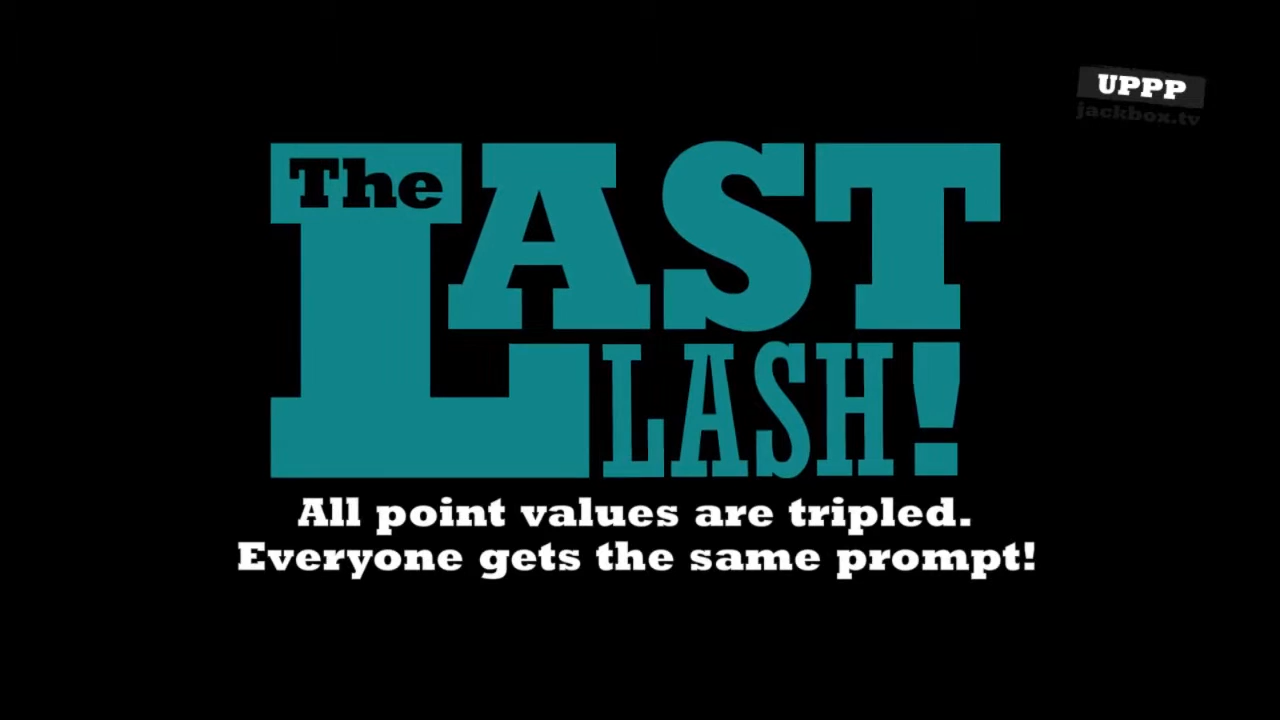 UPPP
jackbox.tv
The LAST
LASH!
All point values are tripled.
Everyone gets the same prompt!